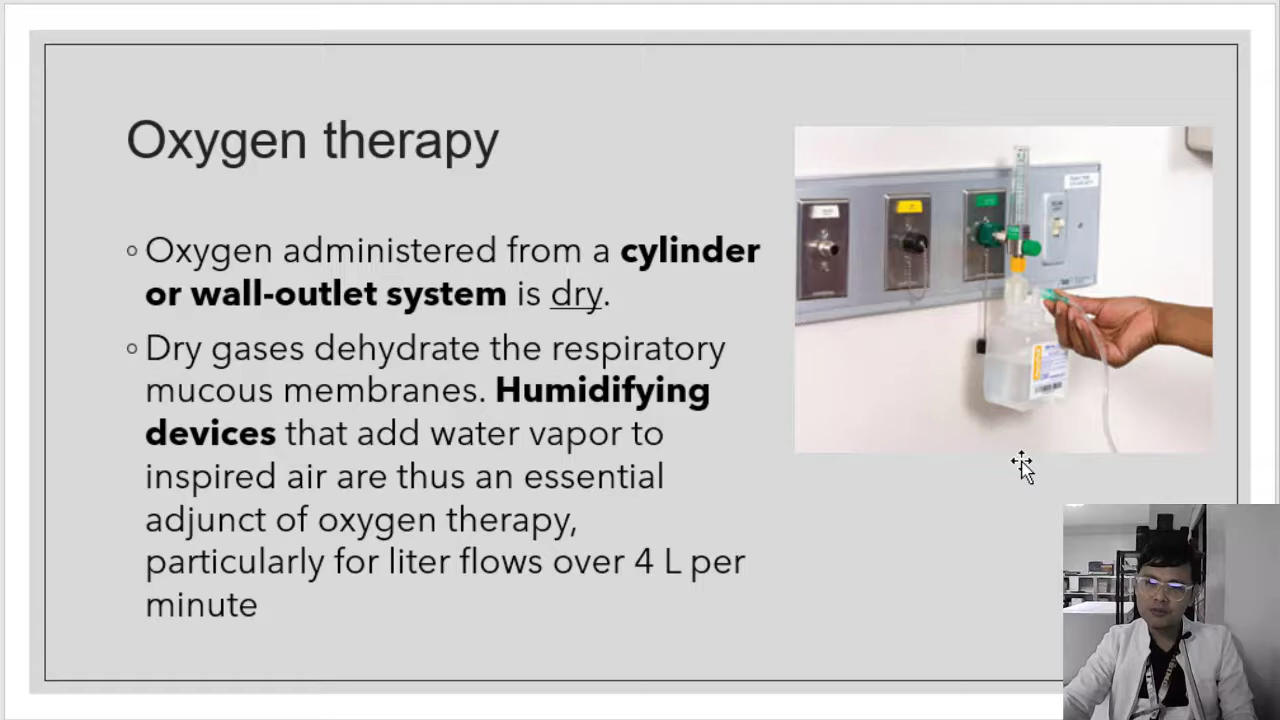 Oxygen therapy
Oxygen administered from a cylinder
or wall-outlet system is dry.
Dry gases dehydrate the respiratory
mucous membranes. Humidifying
devices that add water vapor to
inspired air are thus an essential
adjunct of oxygen therapy,
particularly for liter flows over 4 L per
minute